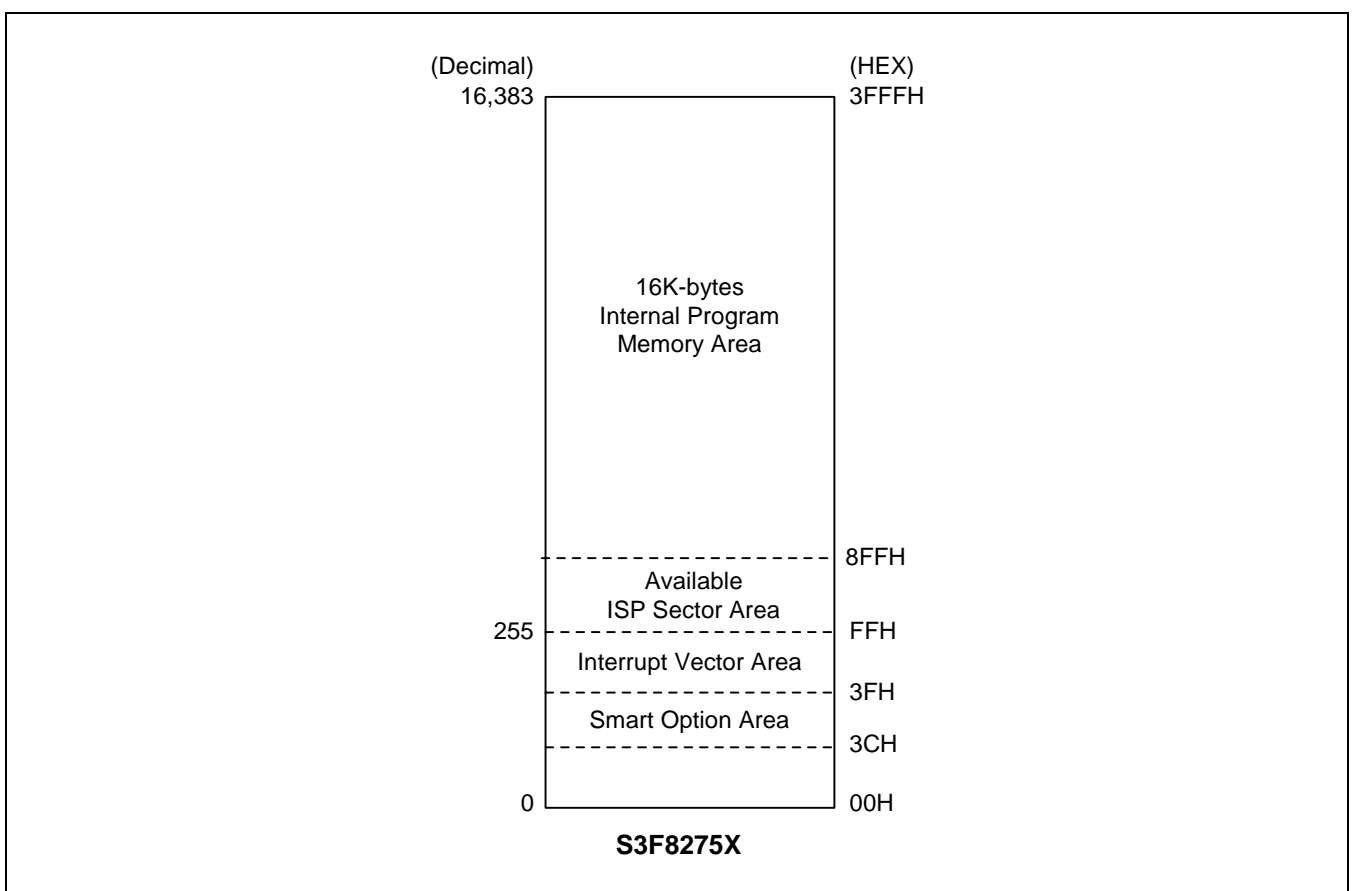 (Decimal) (HEX)
16,383 3FFFH
16K-bytes
Internal Program
Memory Area
8FFH
Available
ISP Sector Area
255 FFH
Interrupt Vector Area
3FH
Smart Option Area
3CH
0 00H
S3F8275X